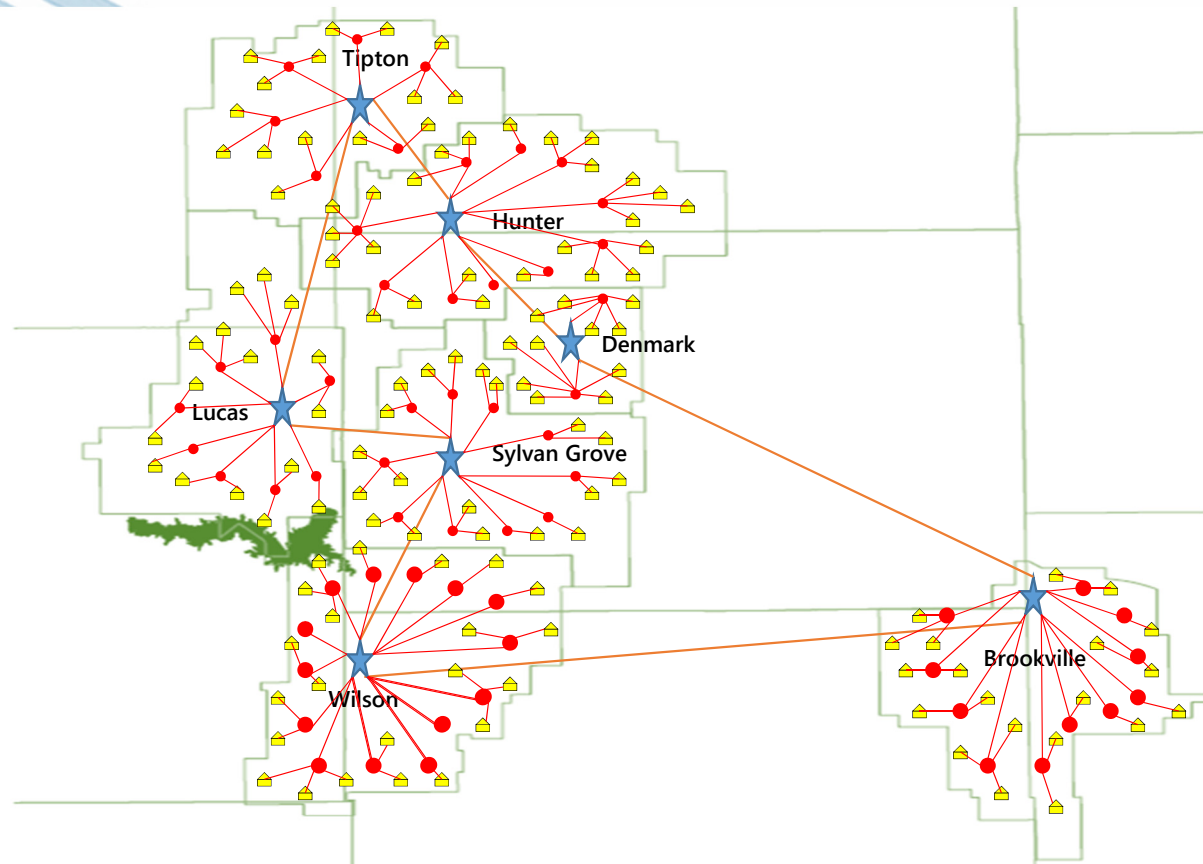 Tipton
Hunter
Denmark
Lucas
Sylvan Grove
Brookville
Wilson